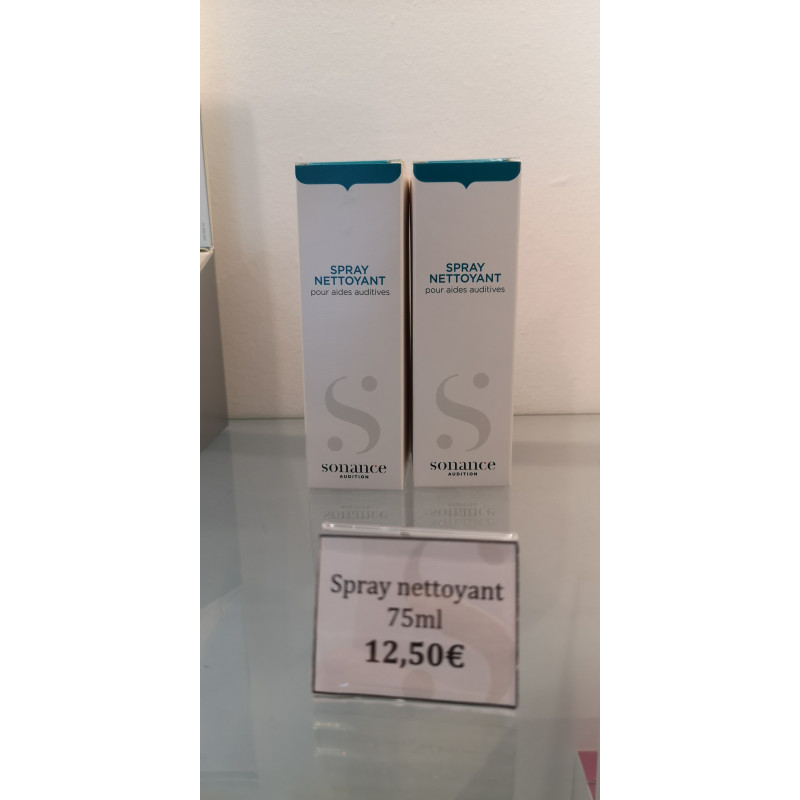 SPRAY
NETTOYANT
pour aides auditives
S
sonance
AUDITION
SPRAY
NETTOYANT
pour aides auditives
S
sonance
AUDITION
Spray nettoyant
75ml
12,50€